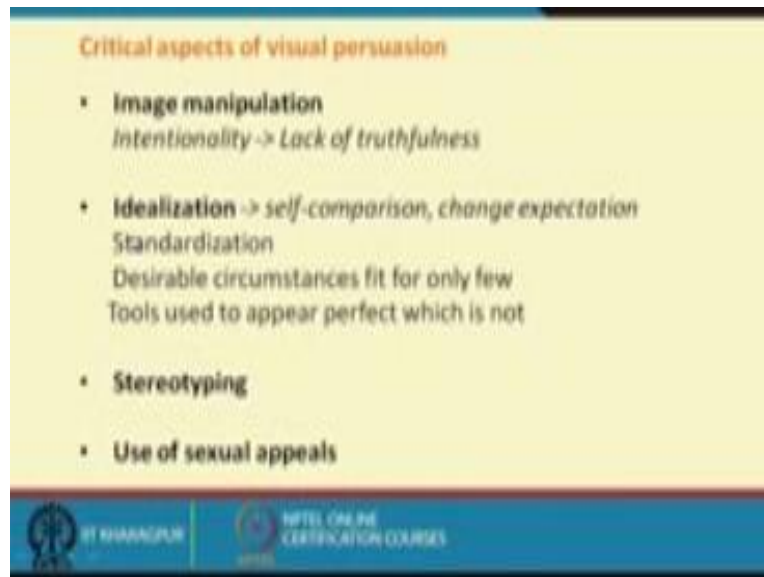 Critical aspects of visual persuasion
• Image manipulation
Intentionality -> Lack of truthfulness
• Idealization -> self-comparison, change expectation
Standardization
Desirable circumstances fit for only few
Tools used to appear perfect which is not
• Stereotyping
• Use of sexual appeals
IIT KHARAGPUR
NPTEL ONLINE
CERTIFICATION COURSES
NPTEL